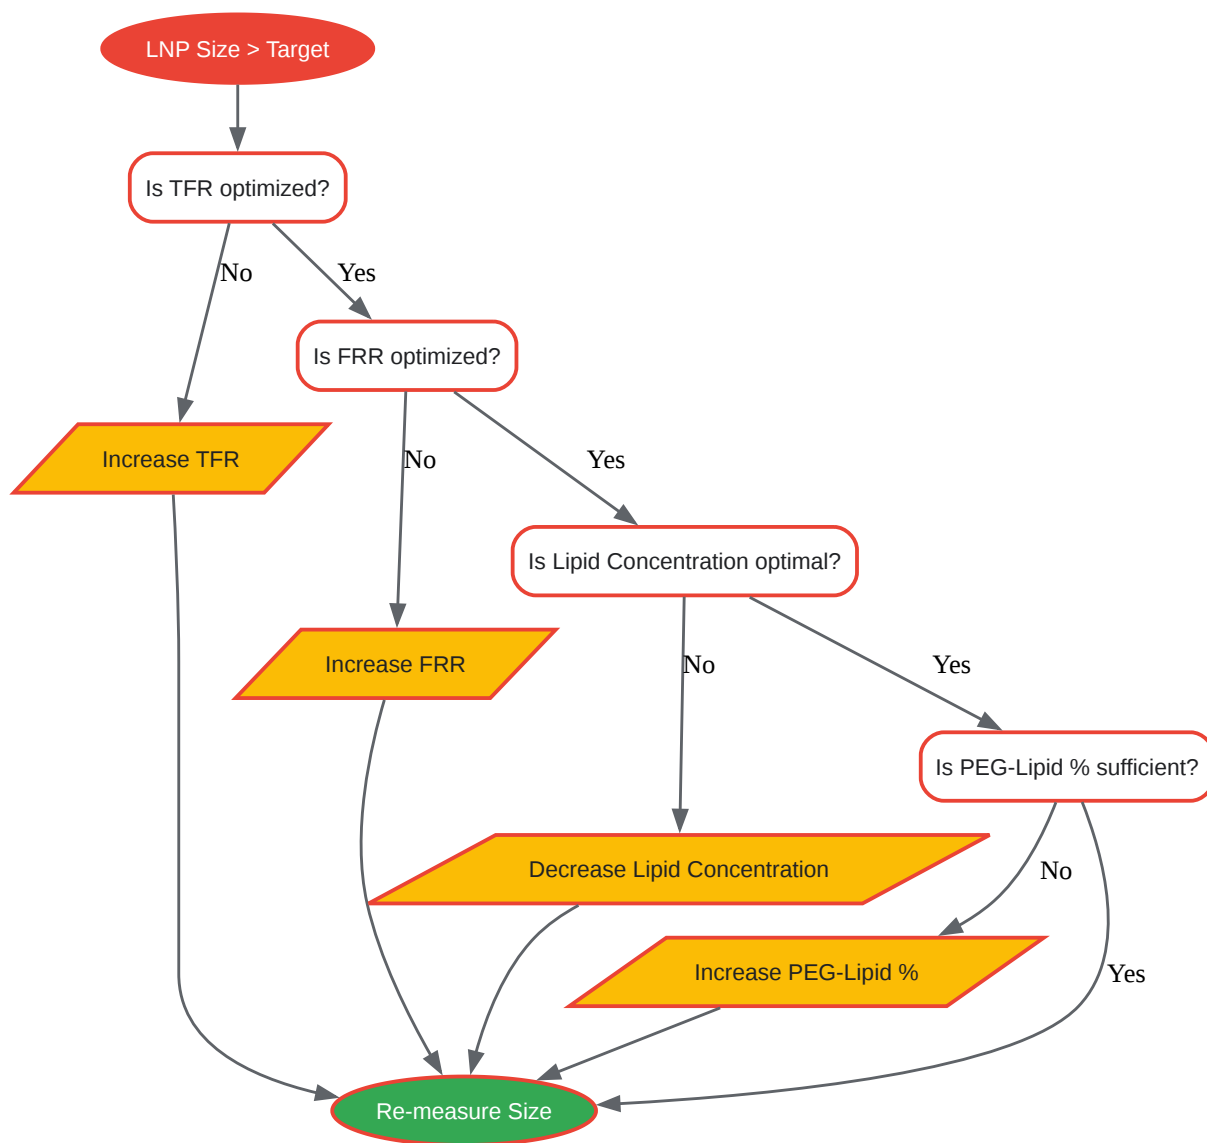 LNP Size > Target
Is TFR optimized?
No
Yes
Is FRR optimized?
Increase TFR
No
Yes
Is Lipid Concentration optimal?
Increase FRR
No
Yes
Is PEG-Lipid % sufficient?
Decrease Lipid Concentration
No
Increase PEG-Lipid %
Yes
Re-measure Size